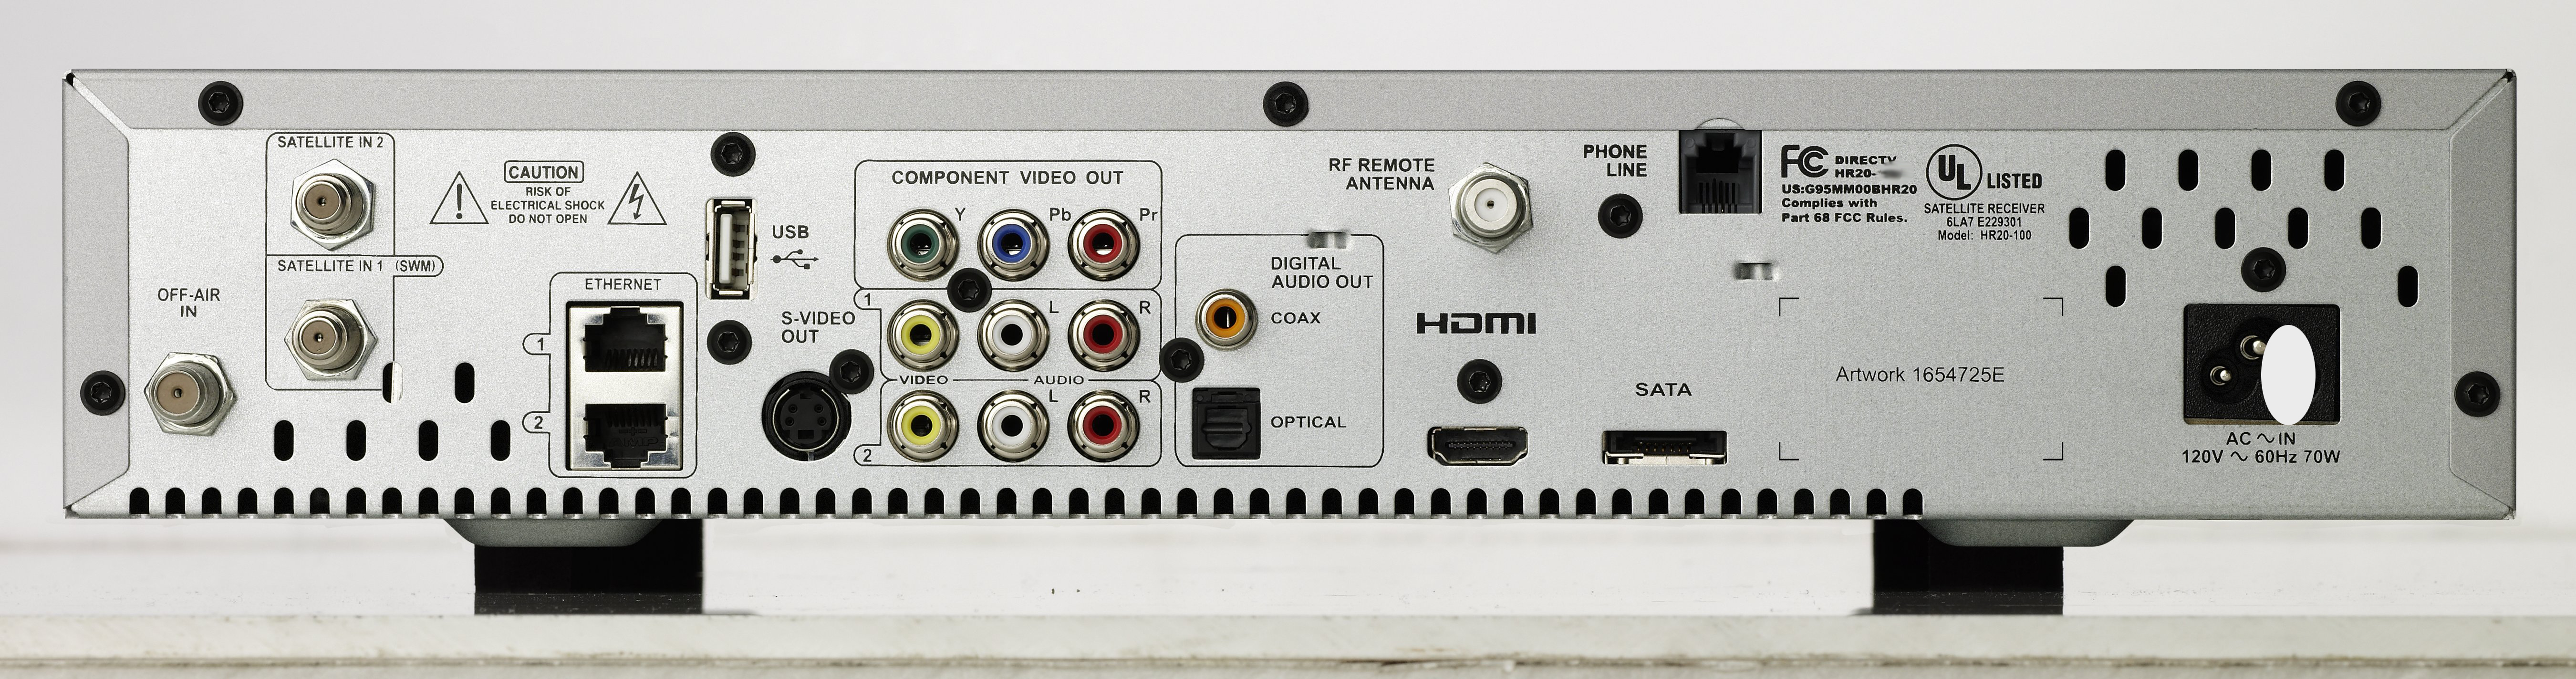 SATELLITE IN 2
SATELLITE IN 1 (SWM)
OFF-AIR
IN
CAUTION
RISK OF
ELECTRICAL SHOCK
DO NOT OPEN
ETHERNET
1
2
USB
S-VIDEO
OUT
COMPONENT VIDEO OUT
Y Pb Pr
1 L R
VIDEO AUDIO
L R
2
DIGITAL
AUDIO OUT
COAX
OPTICAL
RF REMOTE
ANTENNA
HDMI
PHONE
LINE
SATA
FC DIRECTV
HR20-
US:G95MM00BHR20
Complies with
Part 68 FCC Rules.
UL LISTED
SATELLITE RECEIVER
6LA7 E229301
Model: HR20-100
Artwork 1654725E
AC ∿ IN
120V ∿ 60Hz 70W